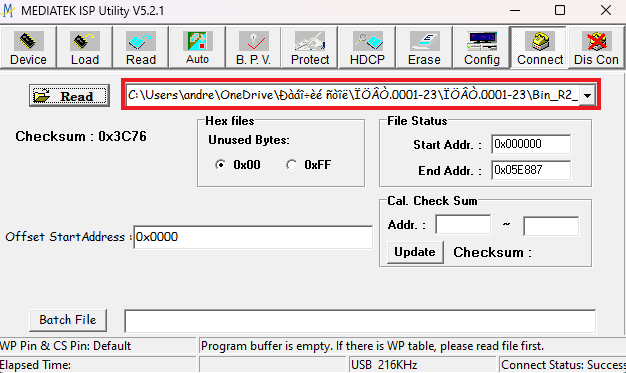 MEDIATEK ISP Utility V5.2.1
Device Load Read Auto B. P. V. Protect HDCP Erase Config Connect Dis Con
Read C:\Users\andre\OneDrive\Ðàáî÷èé ñòîë\ÏÖÂÒ.0001-23\ÏÖÂÒ.0001-23\Bin_R2_
Checksum : 0x3C76
Hex files
Unused Bytes:
0x00 0xFF
File Status
Start Addr. : 0x000000
End Addr. : 0x05E887
Cal. Check Sum
Addr. : ~
Update Checksum :
Offset StartAddress : 0x0000
Batch File
WP Pin & CS Pin: Default Program buffer is empty. If there is WP table, please read file first.
Elapsed Time: USB 216KHz Connect Status: Success